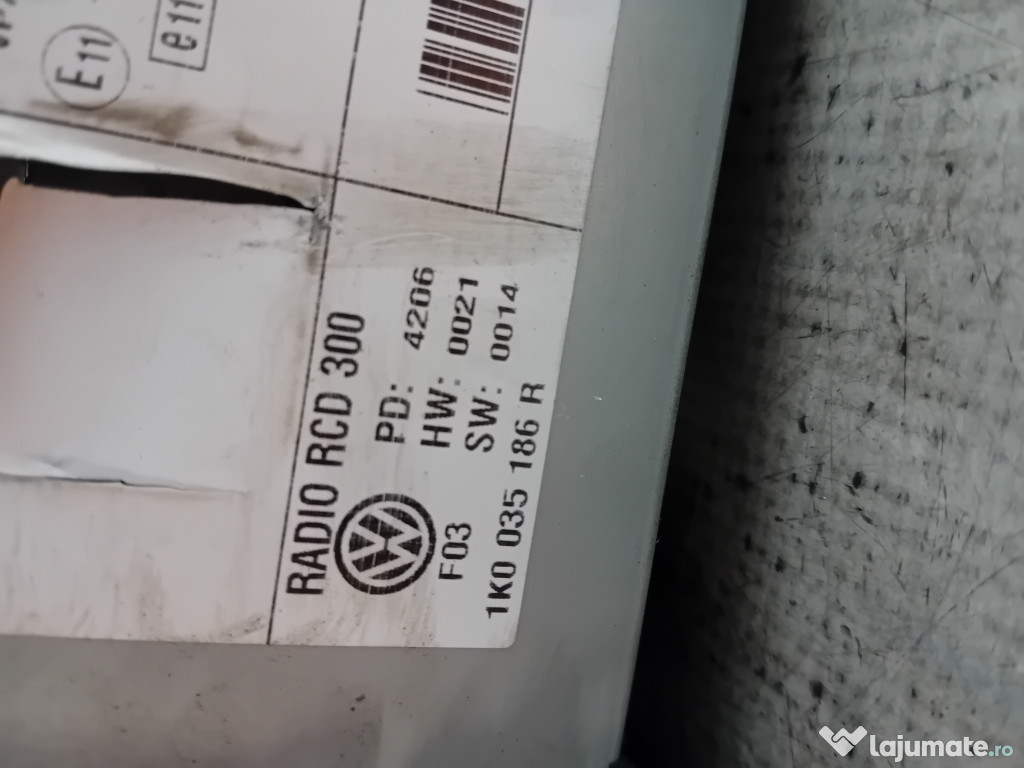 E11
e11
RADIO RCD 300
PD: 4206
HW: 0021
F03 SW: 0014
1K0 035 186 R
lajumate.ro